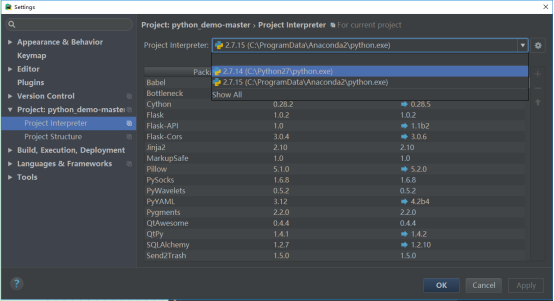 Settings
Project: python_demo-master › Project Interpreter For current project
Appearance & Behavior
Keymap
Editor
Plugins
Version Control
Project: python_demo-master
Project Interpreter
Project Structure
Build, Execution, Deployment
Languages & Frameworks
Tools
Project Interpreter: 2.7.15 (C:\ProgramData\Anaconda2\python.exe)
2.7.14 (C:\Python27\python.exe)
2.7.15 (C:\ProgramData\Anaconda2\python.exe)
Show All
Babel
Bottleneck
Cython 0.28.2 0.28.5
Flask 1.0.2 1.0.2
Flask-API 1.0 1.1b2
Flask-Cors 3.0.4 3.0.6
Jinja2 2.10 2.10
MarkupSafe 1.0 1.0
Pillow 5.1.0 5.2.0
PySocks 1.6.8 1.6.8
PyWavelets 0.5.2 0.5.2
PyYAML 3.12 4.2b4
Pygments 2.2.0 2.2.0
QtAwesome 0.4.4 0.4.4
QtPy 1.4.1 1.4.2
SQLAlchemy 1.2.7 1.2.10
Send2Trash 1.5.0 1.5.0
? OK Cancel Apply